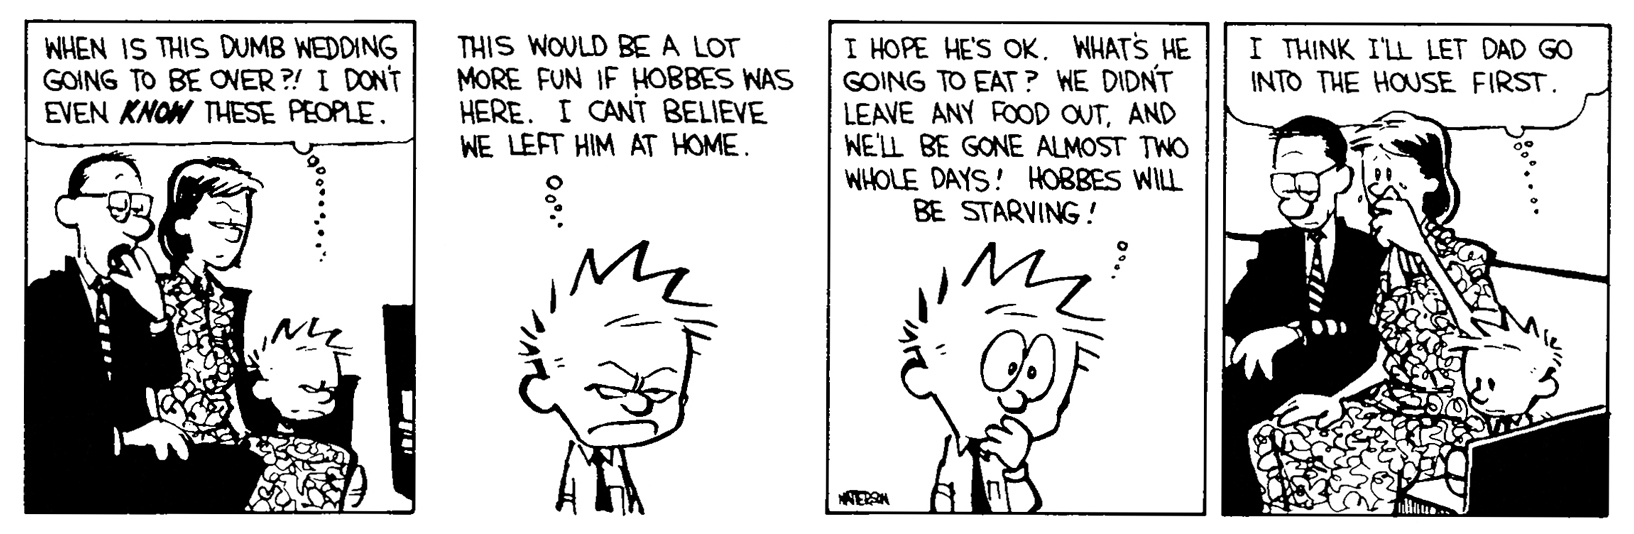 WHEN IS THIS DUMB WEDDING
GOING TO BE OVER?! I DON'T
EVEN KNOW THESE PEOPLE.
THIS WOULD BE A LOT
MORE FUN IF HOBBES WAS
HERE. I CAN'T BELIEVE
WE LEFT HIM AT HOME.
I HOPE HE'S OK. WHAT'S HE
GOING TO EAT? WE DIDN'T
LEAVE ANY FOOD OUT, AND
WE'LL BE GONE ALMOST TWO
WHOLE DAYS! HOBBES WILL
BE STARVING!
WATERSON
I THINK I'LL LET DAD GO
INTO THE HOUSE FIRST.